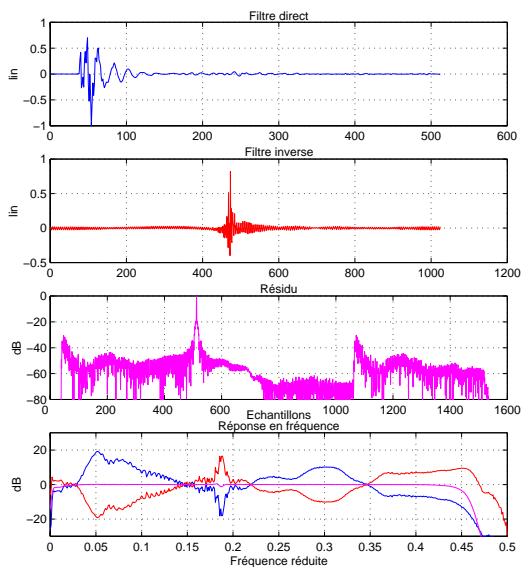 Filtre direct
1
0.5
0
−0.5
−1
lin
0 100 200 300 400 500 600
Filtre inverse
1
0.5
0
−0.5
lin
0 200 400 600 800 1000 1200
Résidu
0
−20
−40
−60
−80
dB
0 200 400 600 800 1000 1200 1400 1600
Echantillons
Réponse en fréquence
20
0
−20
dB
0 0.05 0.1 0.15 0.2 0.25 0.3 0.35 0.4 0.45 0.5
Fréquence réduite